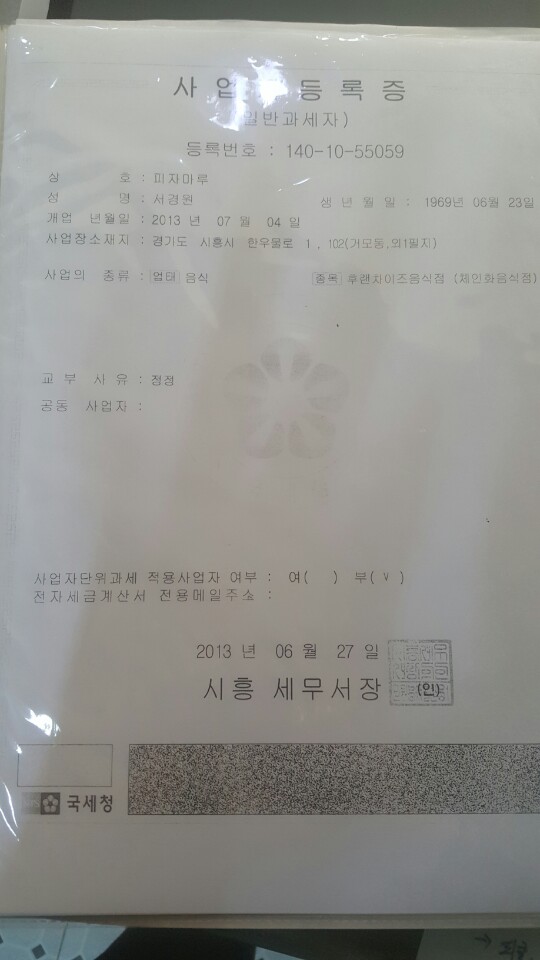 사업 등록증
일반과세자)
등록번호 : 140-10-55059
상 호 : 피자마루
성 명 : 서경원 생 년 월 일 : 1969년 06월 23일
개업 년월일 : 2013 년 07 월 04 일
사업장소재지 : 경기도 시흥시 한우물로 1 , 102(거모동,외1필지)
사업의 종류 : 업태 음식 종목 후랜차이즈음식점 (체인화음식점)
교 부 사 유 : 정정
공동 사업자 :
사업자단위과세 적용사업자 여부 : 여( ) 부( v )
전자세금계산서 전용메일주소 :
2013 년 06 월 27 일
시흥 세무서장 (인)
국세청